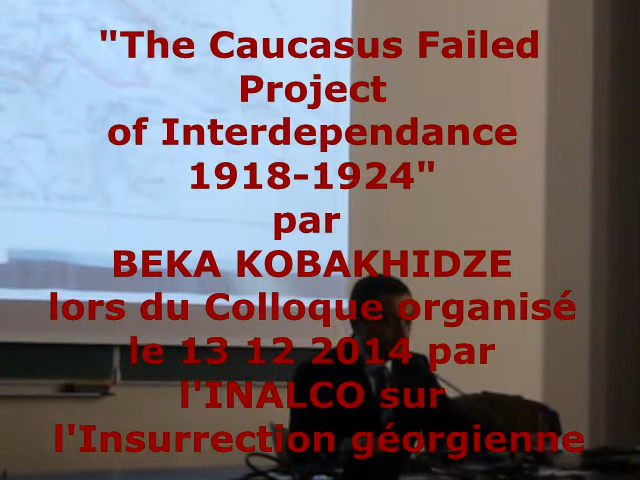 "The Caucasus Failed
Project
of Interdependance
1918-1924"
par
BEKA KOBAKHIDZE
lors du Colloque organisé
le 13 12 2014 par
l'INALCO sur
l'Insurrection géorgienne